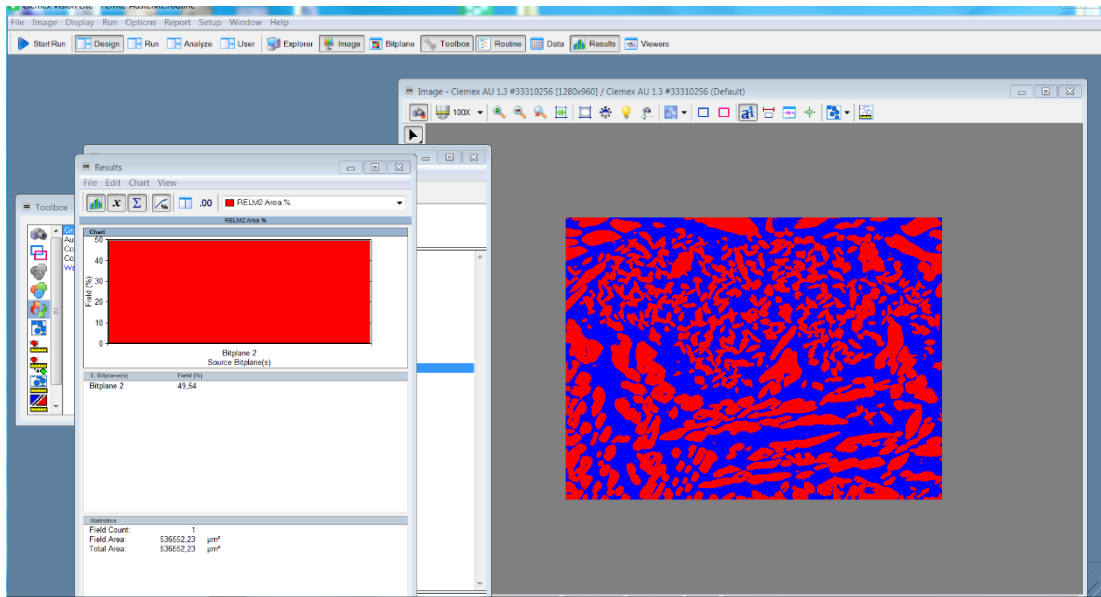 File Image Display Run Options Report Setup Window Help
Start Run Design Run Analyze User Explorer Image Bitplane Toolbox Routine Data Results Viewers
Image - Clemex AU 1.3 #33310256 [1280x960] / Clemex AU 1.3 #33310256 (Default)
100X
Results
File Edit Chart View
x Σ .00 RELM2 Area %
RELM2 Area %
Chart
50
40
30
20
10
0
Field (%)
Bitplane 2
Source Bitplane(s)
S. Bitplane(s) Field (%)
Bitplane 2 49,54
Statistics
Field Count: 1
Field Area: 536552,23 µm²
Total Area: 536552,23 µm²
Toolbox -